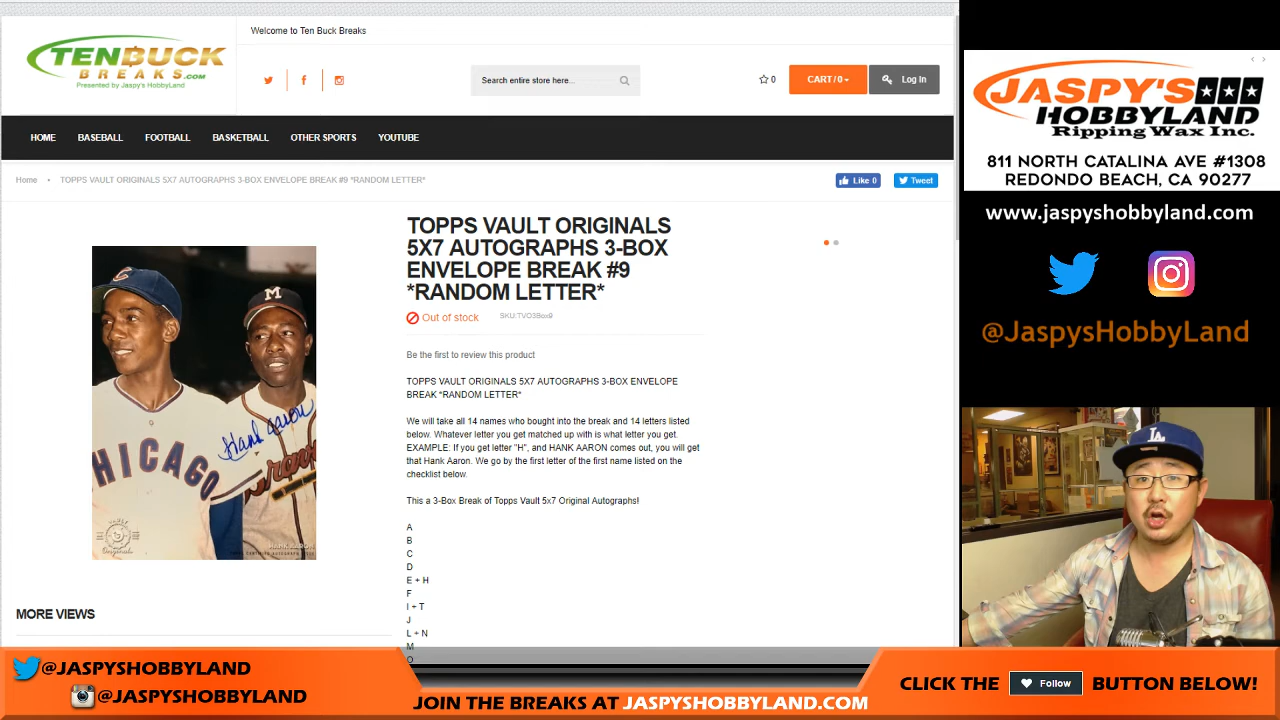 TENBUCK
BREAKS.COM
Presented by Jaspy's HobbyLand
Welcome to Ten Buck Breaks
Search entire store here...
0
CART / 0
Log In
HOME
BASEBALL
FOOTBALL
BASKETBALL
OTHER SPORTS
YOUTUBE
Home • TOPPS VAULT ORIGINALS 5X7 AUTOGRAPHS 3-BOX ENVELOPE BREAK #9 *RANDOM LETTER*
Like 0
Tweet
TOPPS VAULT ORIGINALS
5X7 AUTOGRAPHS 3-BOX
ENVELOPE BREAK #9
*RANDOM LETTER*
Out of stock
SKU:TVO3Box9
Be the first to review this product
TOPPS VAULT ORIGINALS 5X7 AUTOGRAPHS 3-BOX ENVELOPE
BREAK *RANDOM LETTER*
We will take all 14 names who bought into the break and 14 letters listed
below. Whatever letter you get matched up with is what letter you get.
EXAMPLE: If you get letter "H", and HANK AARON comes out, you will get
that Hank Aaron. We go by the first letter of the first name listed on the
checklist below.
This a 3-Box Break of Topps Vault 5x7 Original Autographs!
A
B
C
D
E + H
F
I + T
J
L + N
M
O
C
M
CHICAGO
Hank Aaron
raves
VAULT
Originals
HANK AARON
MORE VIEWS
JASPY'S
HOBBYLAND
Ripping Wax Inc.
811 NORTH CATALINA AVE #1308
REDONDO BEACH, CA 90277
www.jaspyshobbyland.com
@JaspysHobbyLand
LA
@JASPYSHOBBYLAND
@JASPYSHOBBYLAND
JOIN THE BREAKS AT JASPYSHOBBYLAND.COM
CLICK THE Follow BUTTON BELOW!